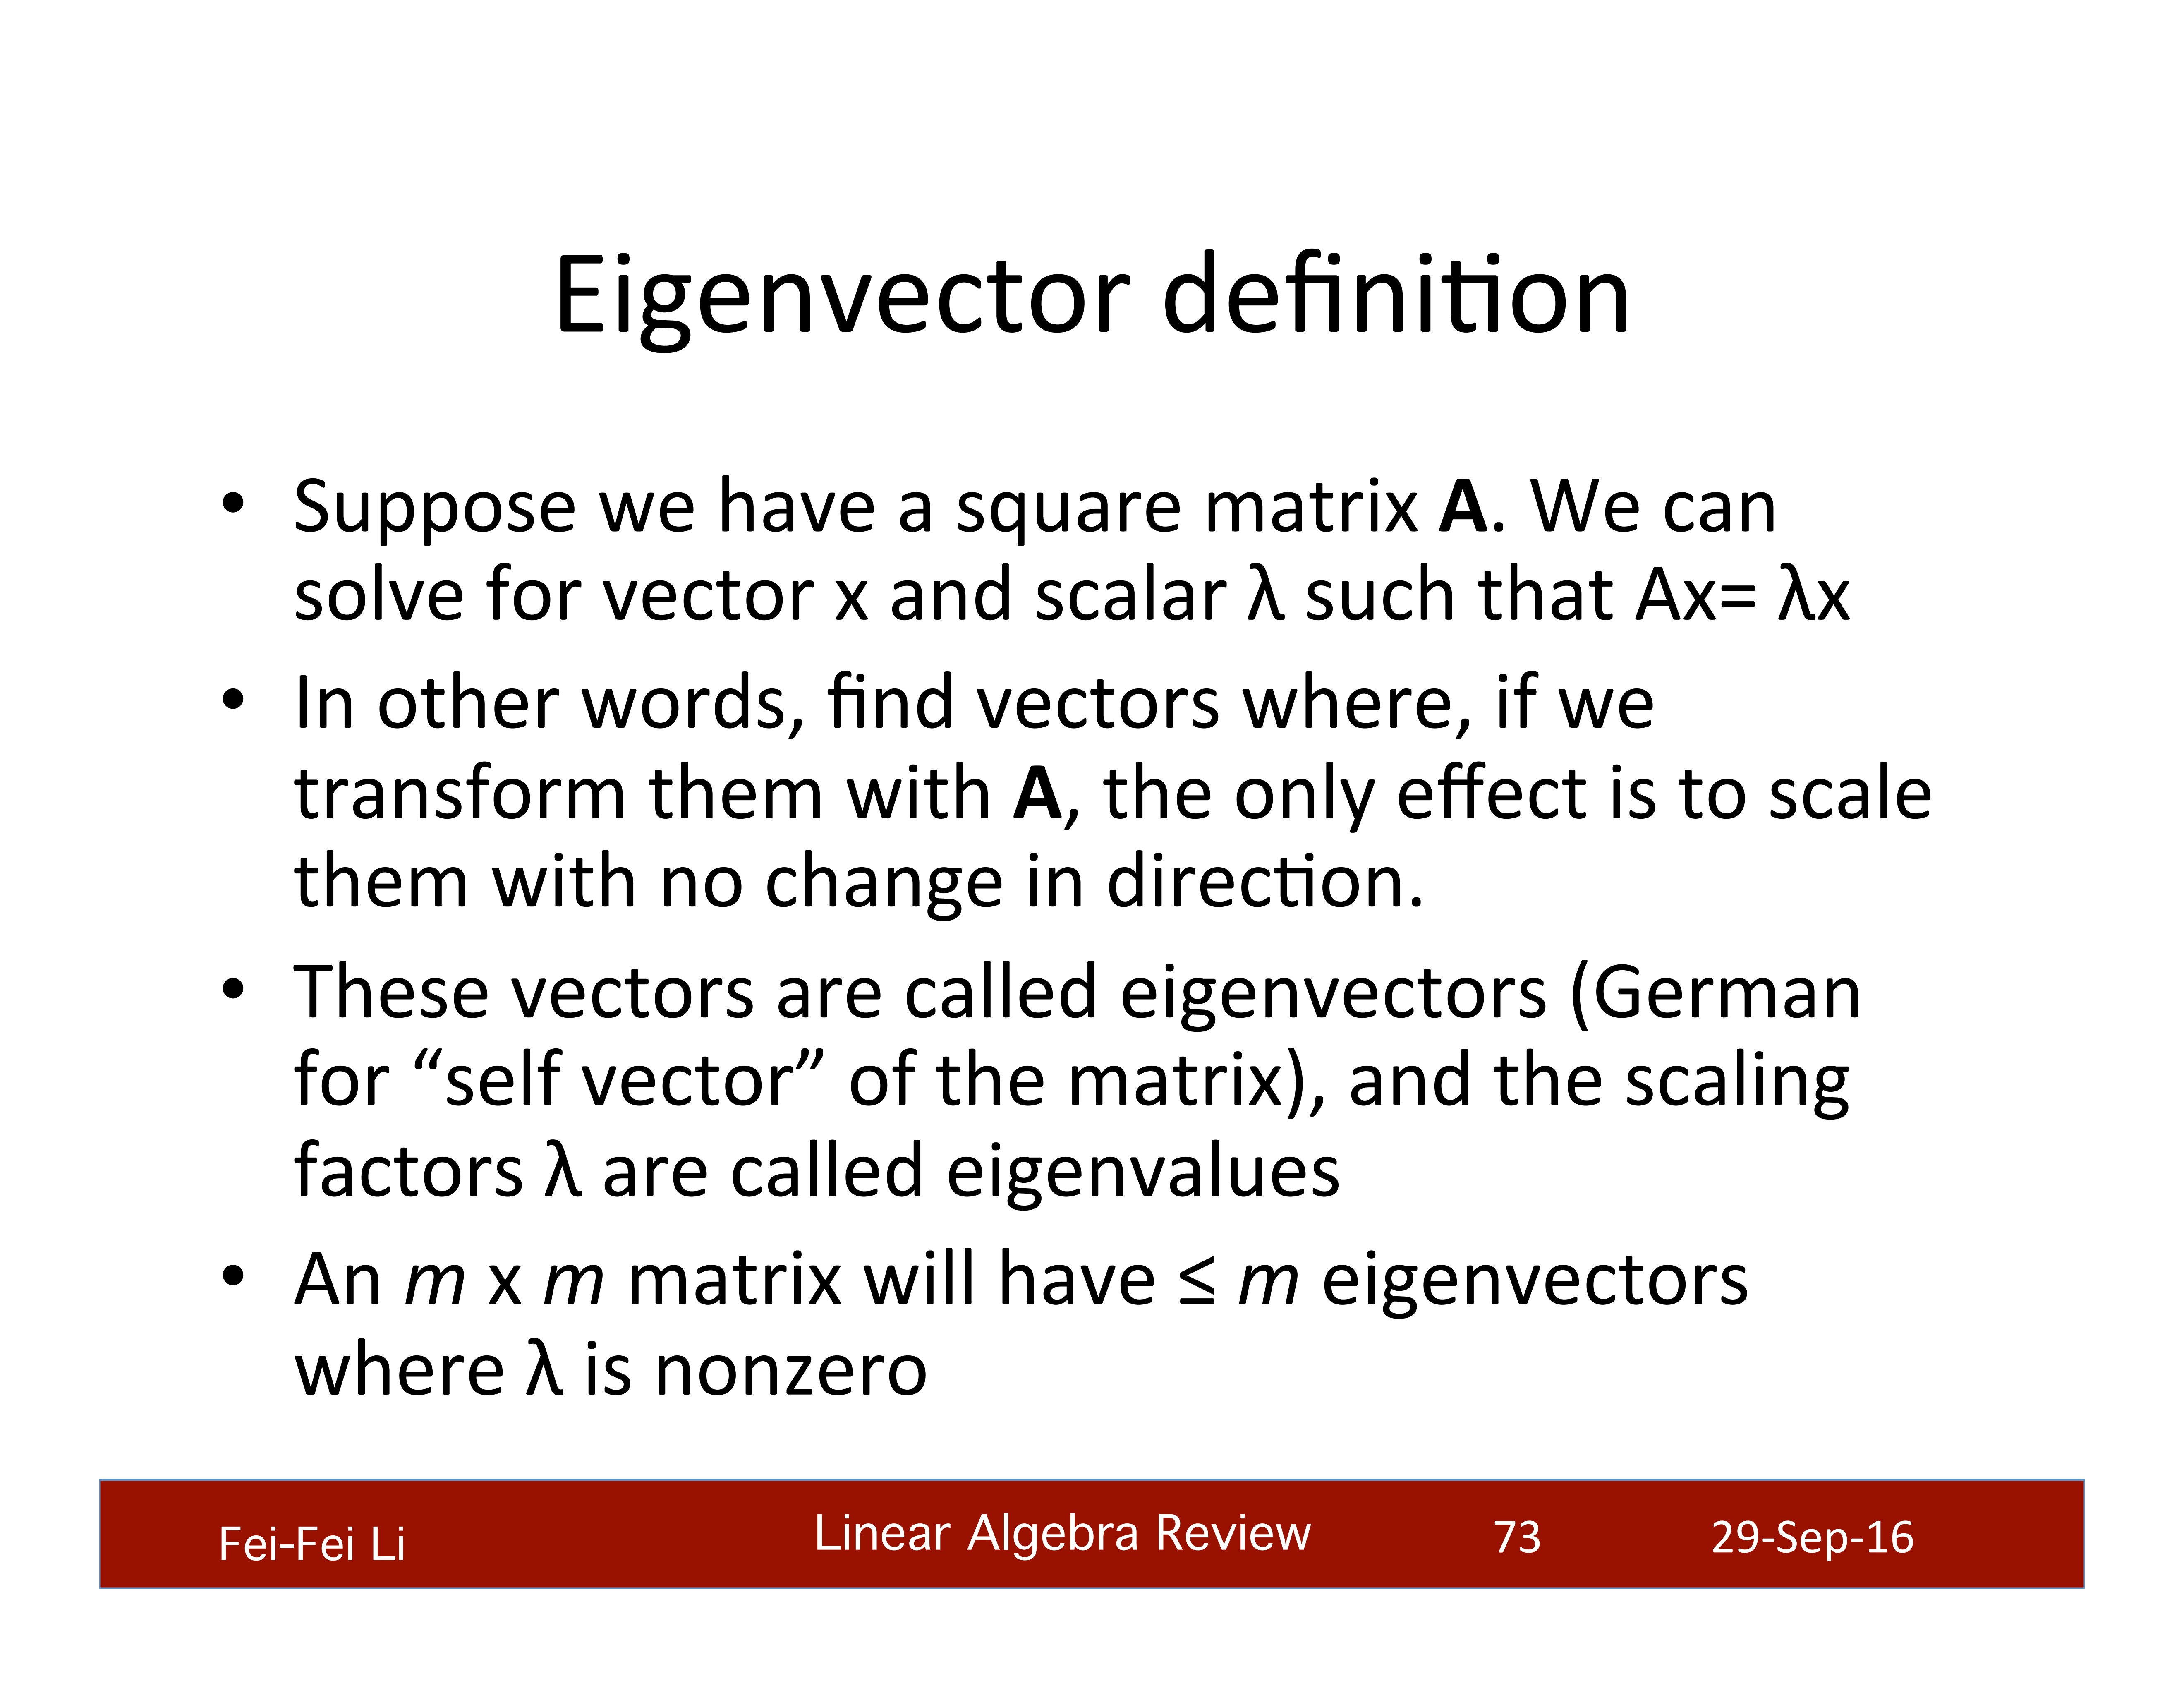 Eigenvector definition
• Suppose we have a square matrix A. We can
solve for vector x and scalar λ such that Ax= λx
• In other words, find vectors where, if we
transform them with A, the only effect is to scale
them with no change in direction.
• These vectors are called eigenvectors (German
for “self vector” of the matrix), and the scaling
factors λ are called eigenvalues
• An m x m matrix will have ≤ m eigenvectors
where λ is nonzero
Fei-Fei Li Linear Algebra Review 73 29-Sep-16